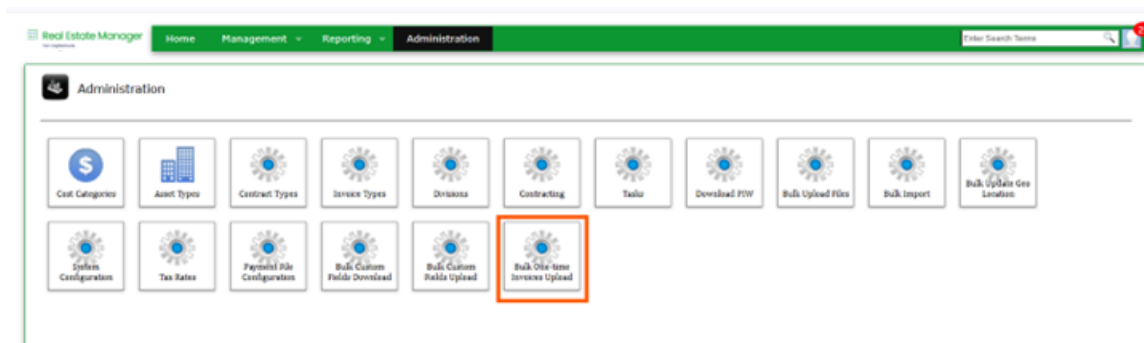 Real Estate Manager
Home
Management
Reporting
Administration
Enter Search Terms
2
Administration
Cost Categories
Asset Types
Contract Types
Invoice Types
Divisions
Contracting
Tasks
Download PIW
Bulk Upload Files
Bulk Import
Bulk Update Geo
Location
System
Configuration
Tax Rates
Payment File
Configuration
Bulk Custom
Fields Download
Bulk Custom
Fields Upload
Bulk One-time
Invoices Upload